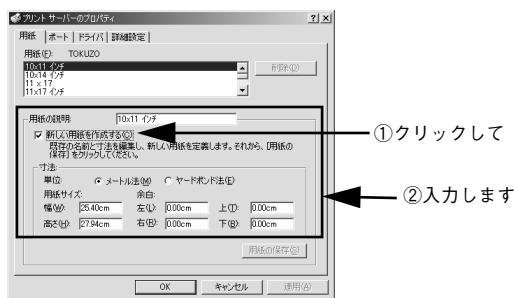 プリント サーバーのプロパティ
用紙 ポート ドライバ 詳細設定
用紙(F): TOKUZO
10x11 インチ
10x14 インチ
11 x 17
11x17 インチ
削除(D)
用紙の説明: 10x11 インチ
新しい用紙を作成する(C)
既存の名前と寸法を編集し、新しい用紙を定義します。それから、[用紙の
保存] をクリックしてください。
寸法:
単位: メートル法(M) ヤードポンド法(E)
用紙サイズ: 余白:
幅(W): 25.40cm 左(L): 0.00cm 上(T): 0.00cm
高さ(H): 27.94cm 右(R): 0.00cm 下(B): 0.00cm
用紙の保存(S)
OK キャンセル 適用(A)
①クリックして
②入力します